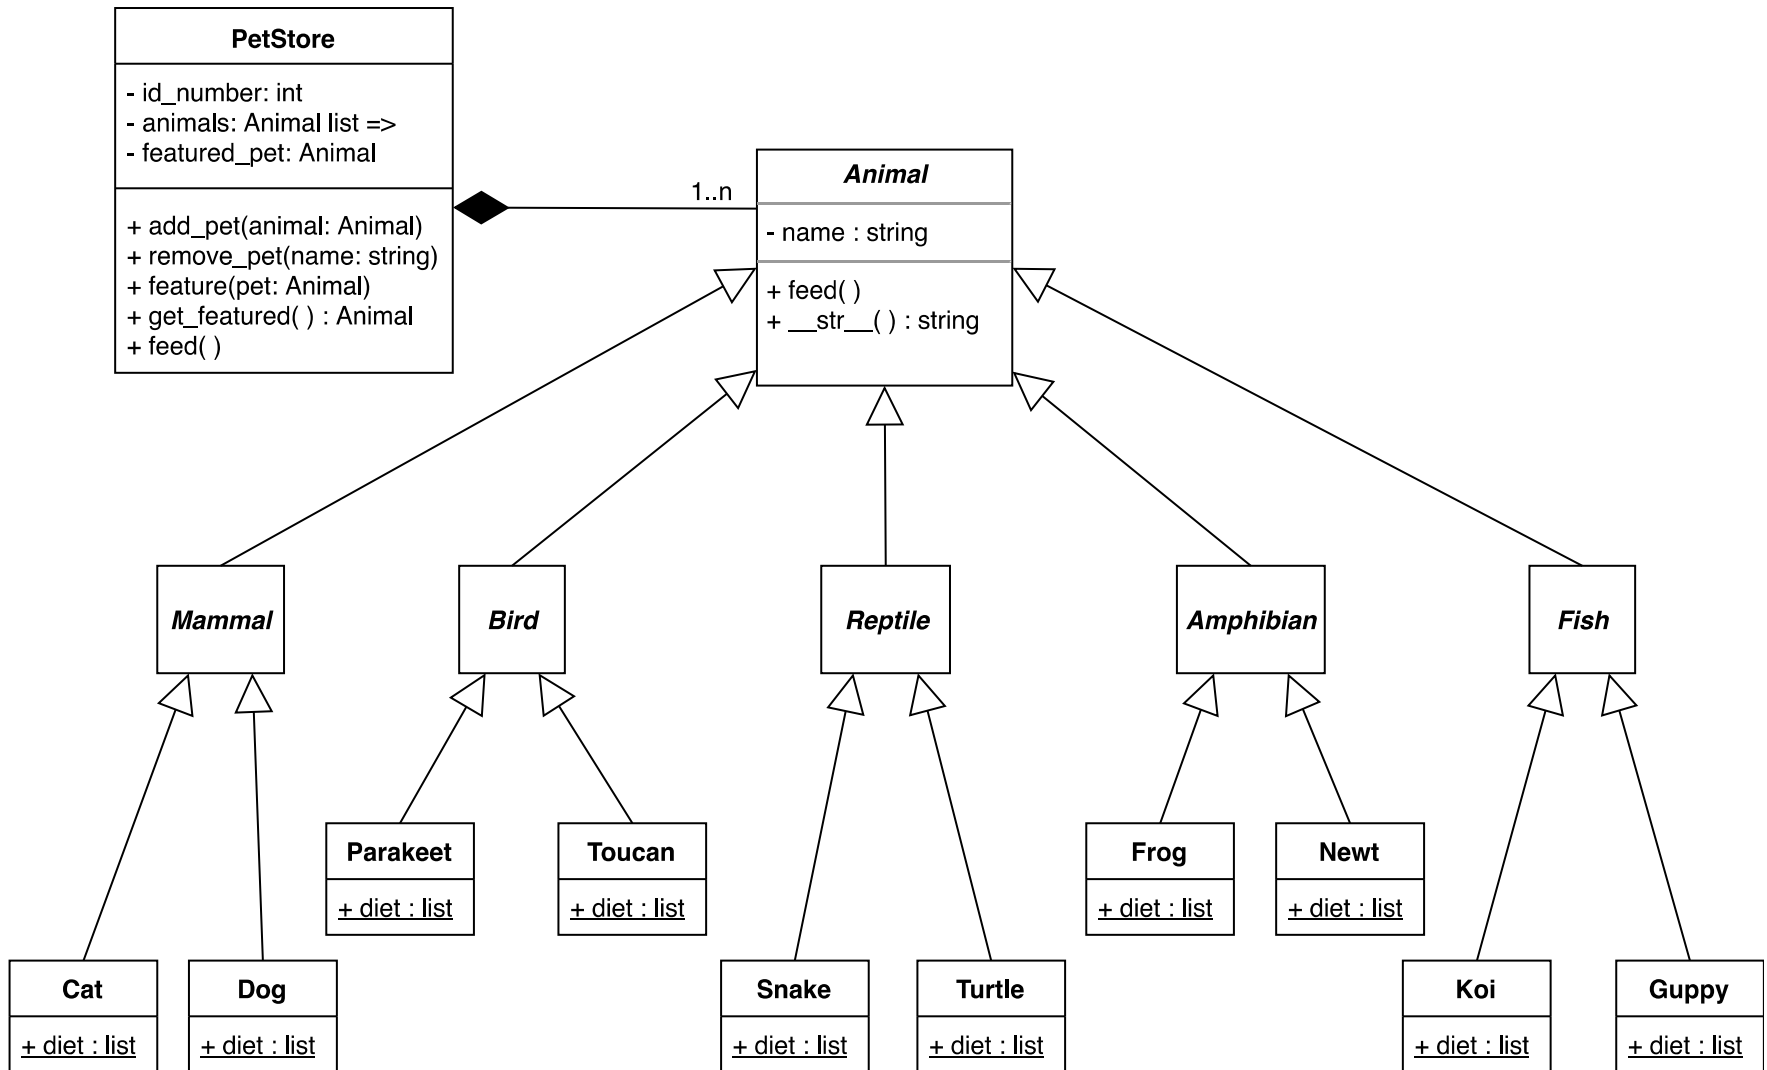 PetStore
- id_number: int
- animals: Animal list =>
- featured_pet: Animal
+ add_pet(animal: Animal)
+ remove_pet(name: string)
+ feature(pet: Animal)
+ get_featured( ) : Animal
+ feed( )
1..n
Animal
- name : string
+ feed( )
+ __str__( ) : string
Mammal
Bird
Reptile
Amphibian
Fish
Parakeet
+ diet : list
Toucan
+ diet : list
Frog
+ diet : list
Newt
+ diet : list
Cat
+ diet : list
Dog
+ diet : list
Snake
+ diet : list
Turtle
+ diet : list
Koi
+ diet : list
Guppy
+ diet : list